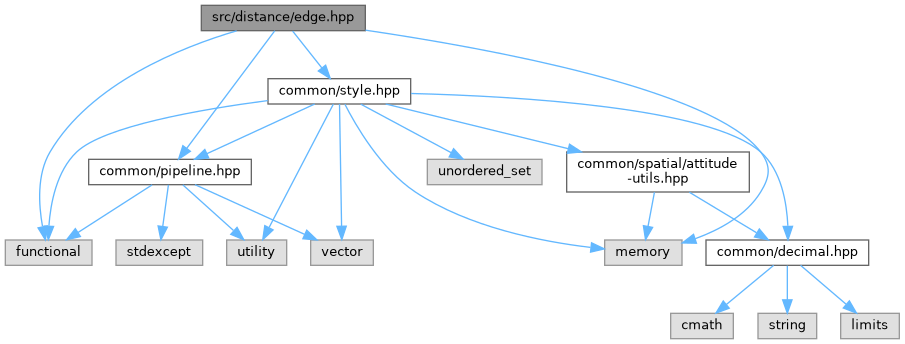 src/distance/edge.hpp
common/style.hpp
common/pipeline.hpp
unordered_set
common/spatial/attitude
-utils.hpp
functional
stdexcept
utility
vector
memory
common/decimal.hpp
cmath
string
limits